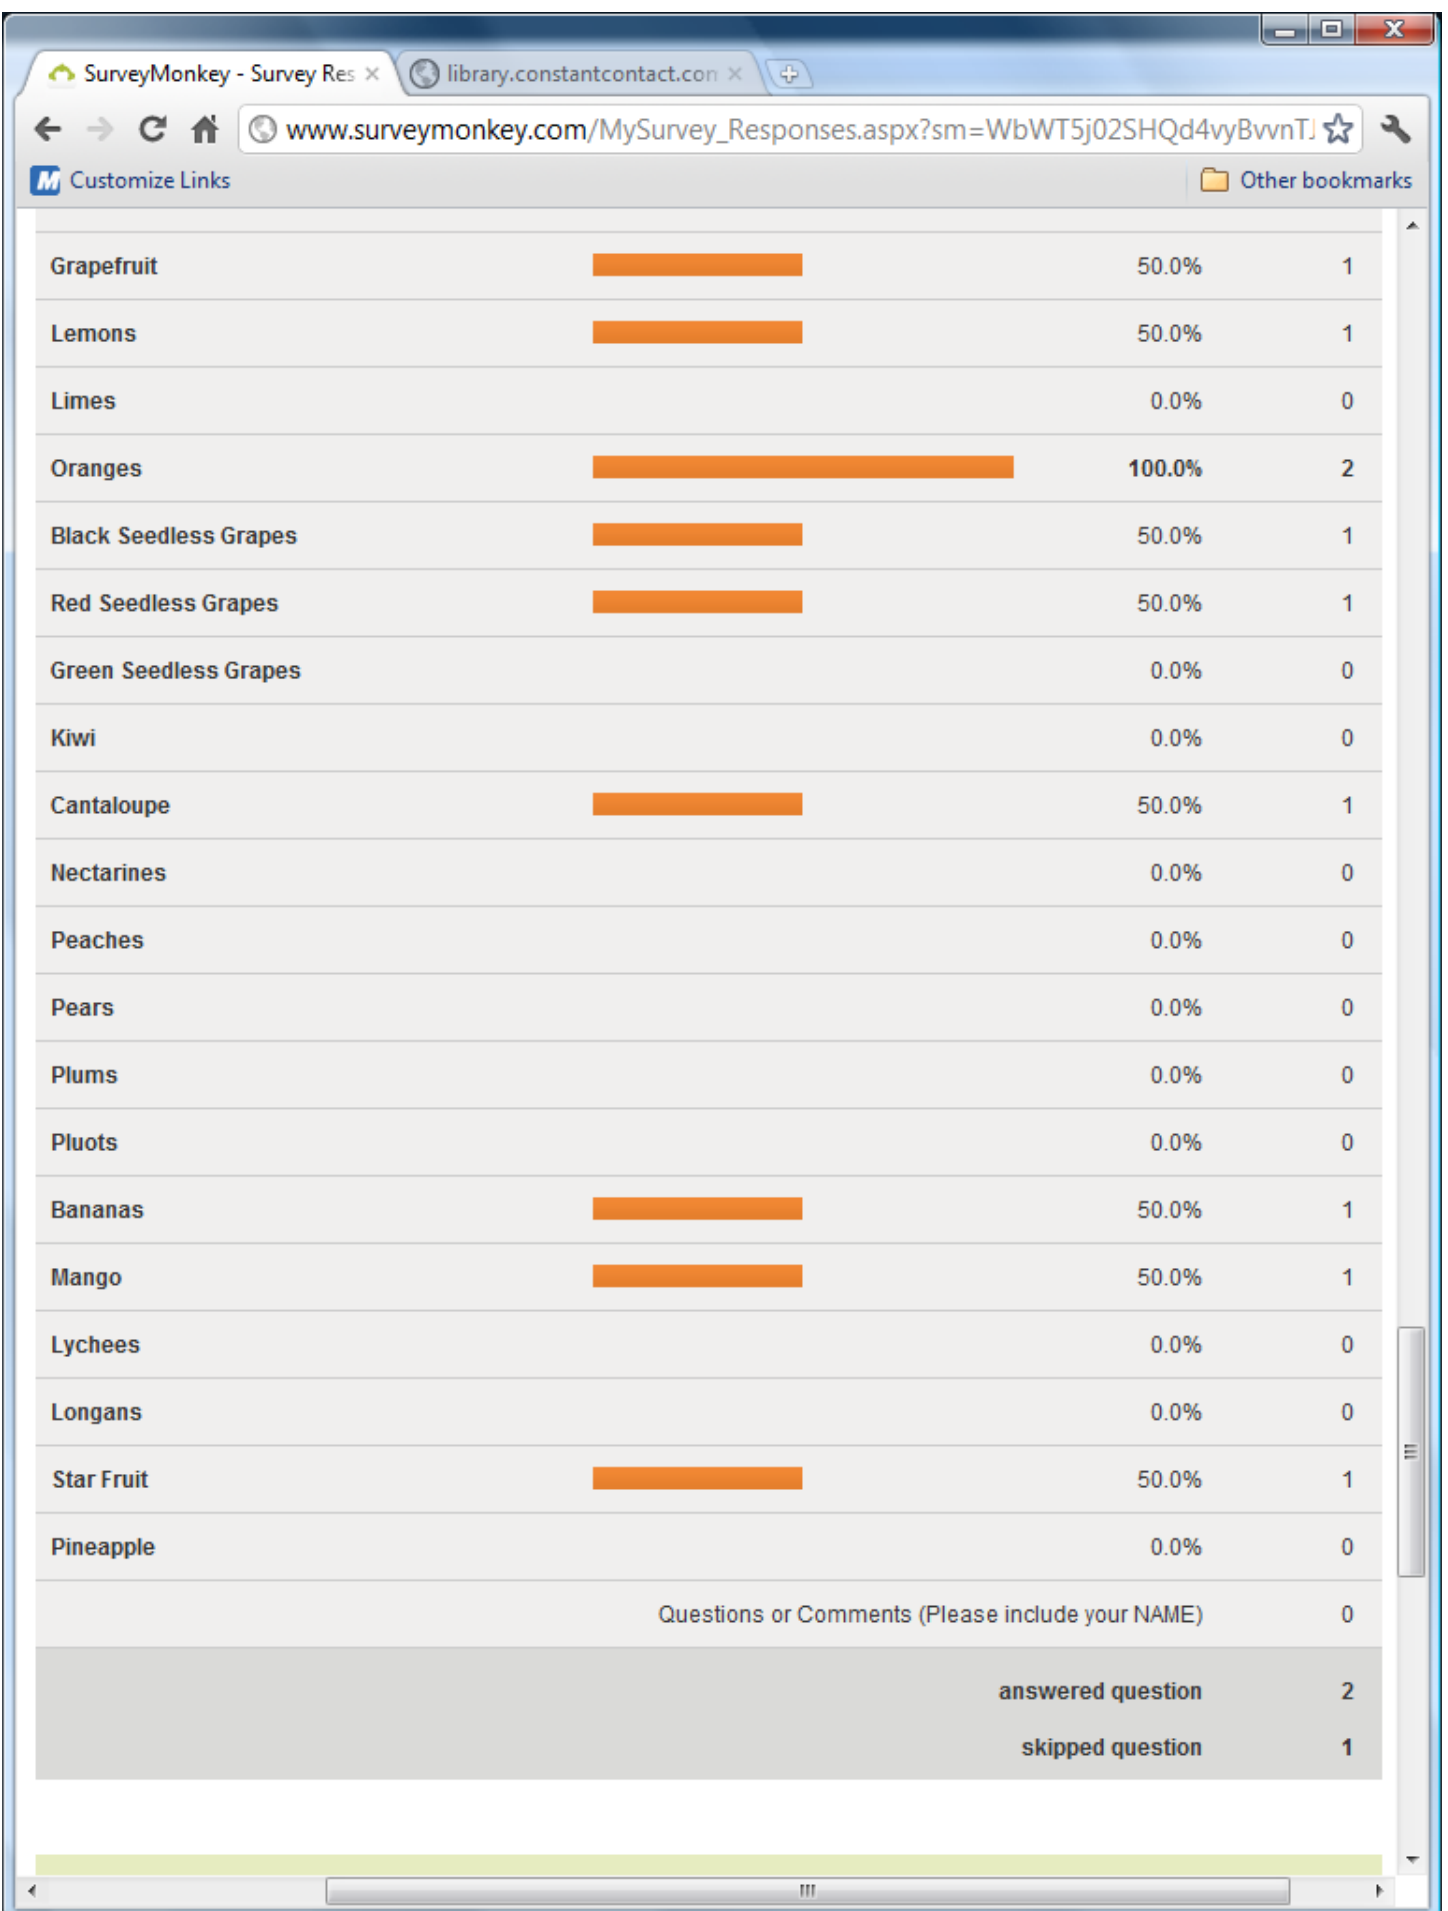 SurveyMonkey - Survey Res
library.constantcontact.con
www.surveymonkey.com/MySurvey_Responses.aspx?sm=WbWT5j02SHQd4vyBvvnTJ
Customize Links Other bookmarks
Grapefruit 50.0% 1
Lemons 50.0% 1
Limes 0.0% 0
Oranges 100.0% 2
Black Seedless Grapes 50.0% 1
Red Seedless Grapes 50.0% 1
Green Seedless Grapes 0.0% 0
Kiwi 0.0% 0
Cantaloupe 50.0% 1
Nectarines 0.0% 0
Peaches 0.0% 0
Pears 0.0% 0
Plums 0.0% 0
Pluots 0.0% 0
Bananas 50.0% 1
Mango 50.0% 1
Lychees 0.0% 0
Longans 0.0% 0
Star Fruit 50.0% 1
Pineapple 0.0% 0
Questions or Comments (Please include your NAME) 0
answered question 2
skipped question 1